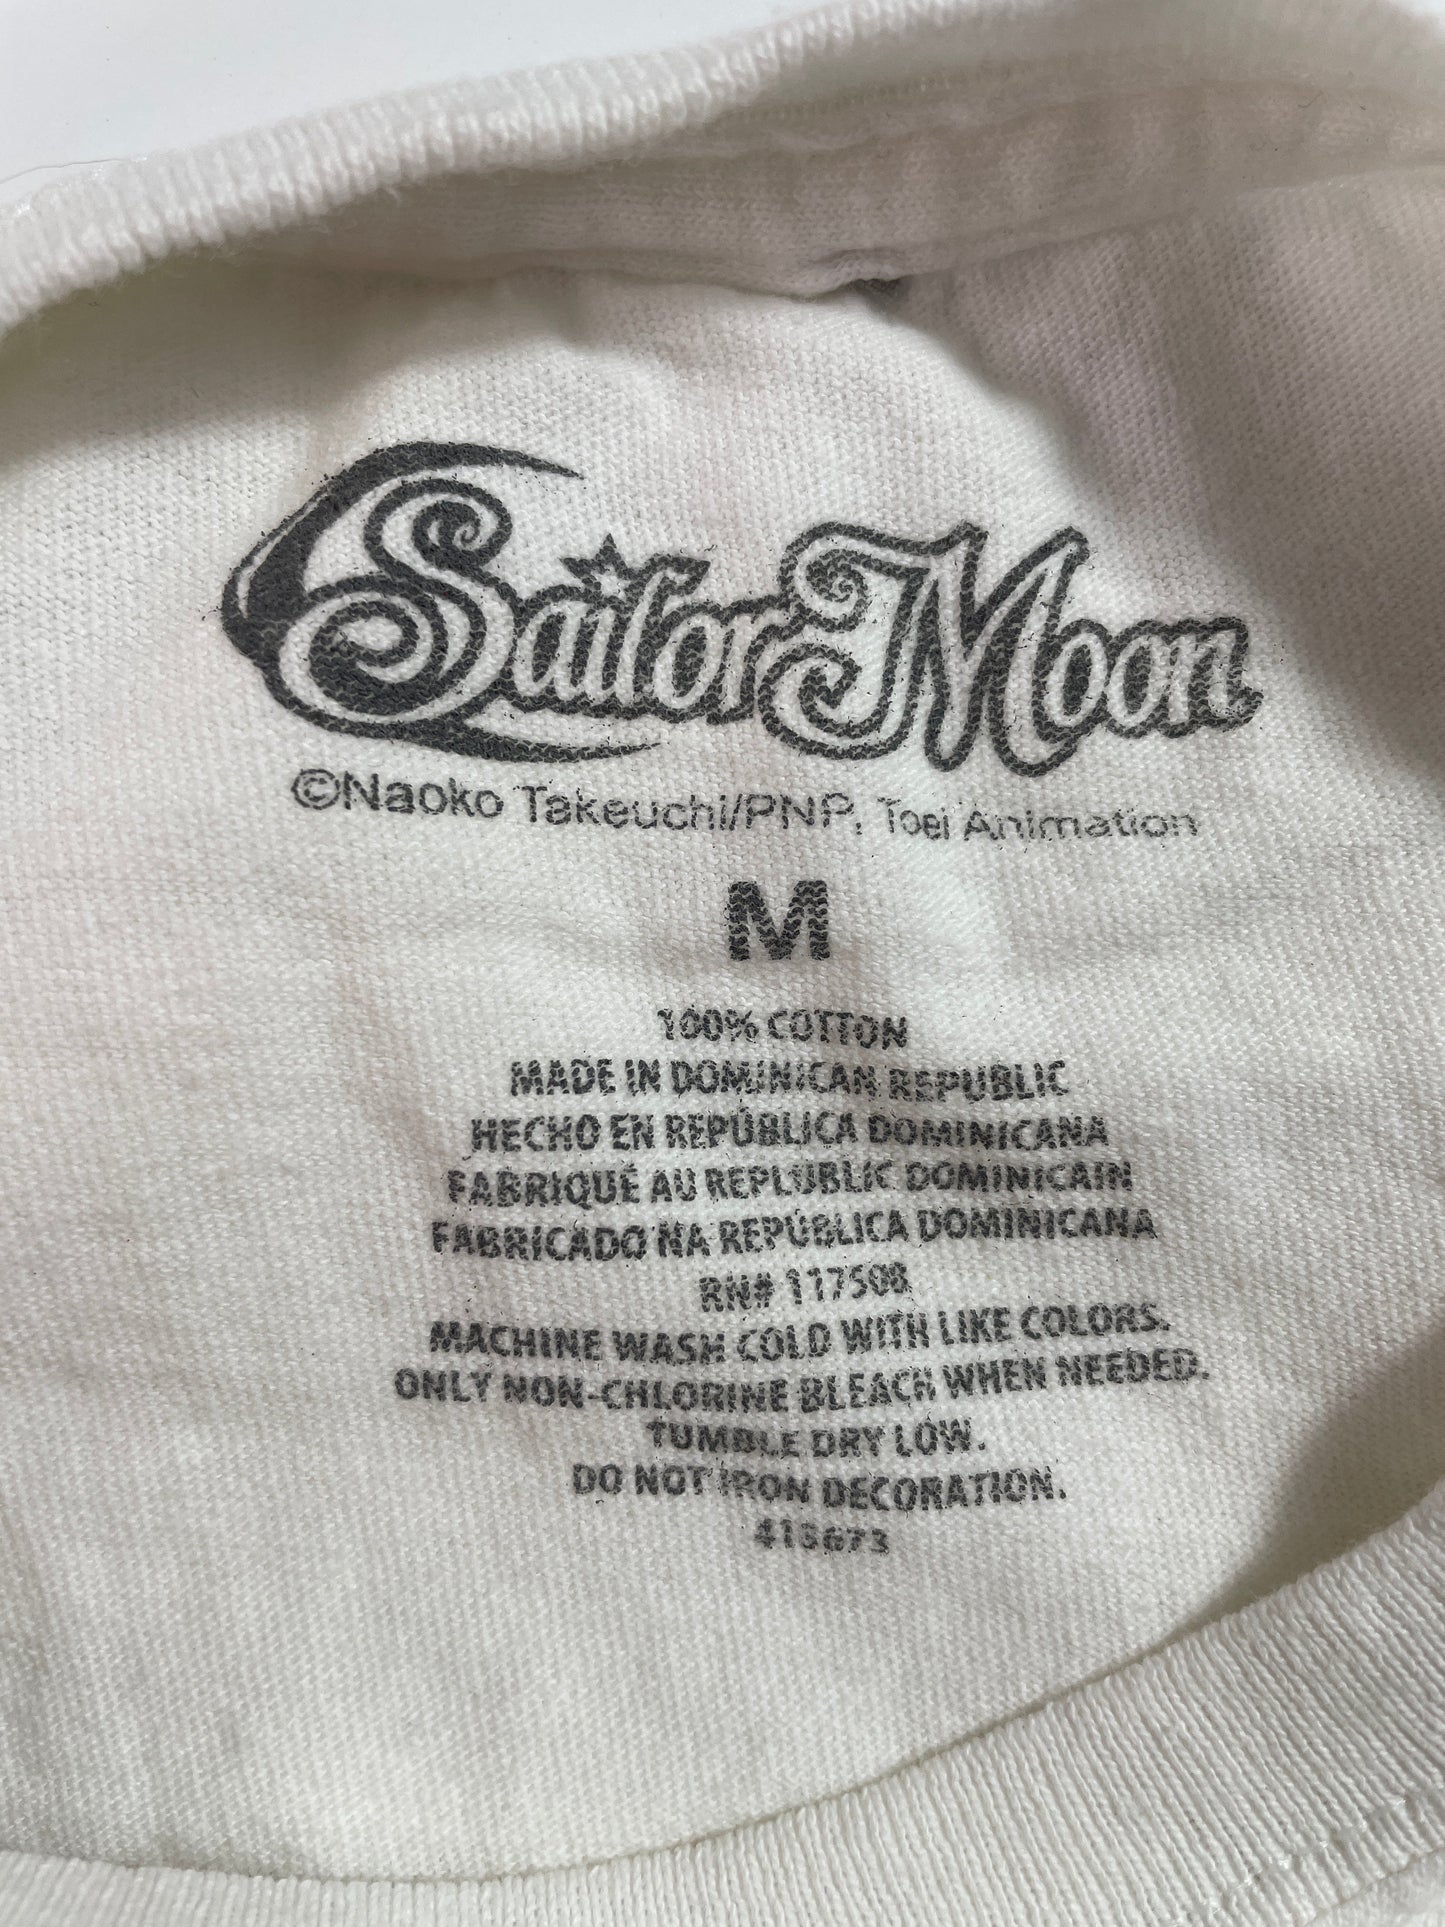 Sailor Moon
©Naoko Takeuchi/PNP, Toei Animation
M
100% COTTON
MADE IN DOMINICAN REPUBLIC
HECHO EN REPÚBLICA DOMINICANA
FABRIQUÉ AU REPLUBLIC DOMINICAIN
FABRICADO NA REPÚBLICA DOMINICANA
RN# 117508
MACHINE WASH COLD WITH LIKE COLORS.
ONLY NON-CHLORINE BLEACH WHEN NEEDED.
TUMBLE DRY LOW.
DO NOT IRON DECORATION.